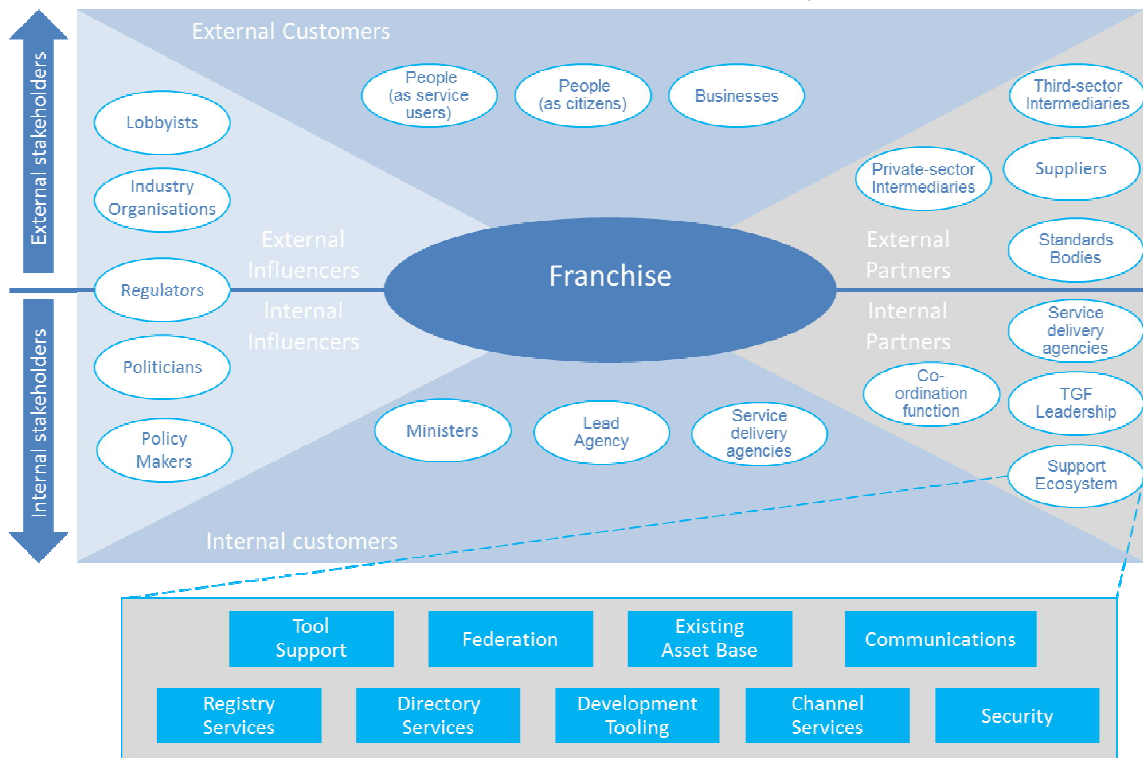 External stakeholders
Internal stakeholders
External Customers
People
(as service
users)
People
(as citizens)
Businesses
Lobbyists
Industry
Organisations
Regulators
Politicians
Policy
Makers
External
Influencers
Internal
Influencers
Franchise
External
Partners
Internal
Partners
Third-sector
Intermediaries
Private-sector
Intermediaries
Suppliers
Standards
Bodies
Service
delivery
agencies
Co-
ordination
function
TGF
Leadership
Support
Ecosystem
Ministers
Lead
Agency
Service
delivery
agencies
Internal customers
Tool
Support
Federation
Existing
Asset Base
Communications
Registry
Services
Directory
Services
Development
Tooling
Channel
Services
Security